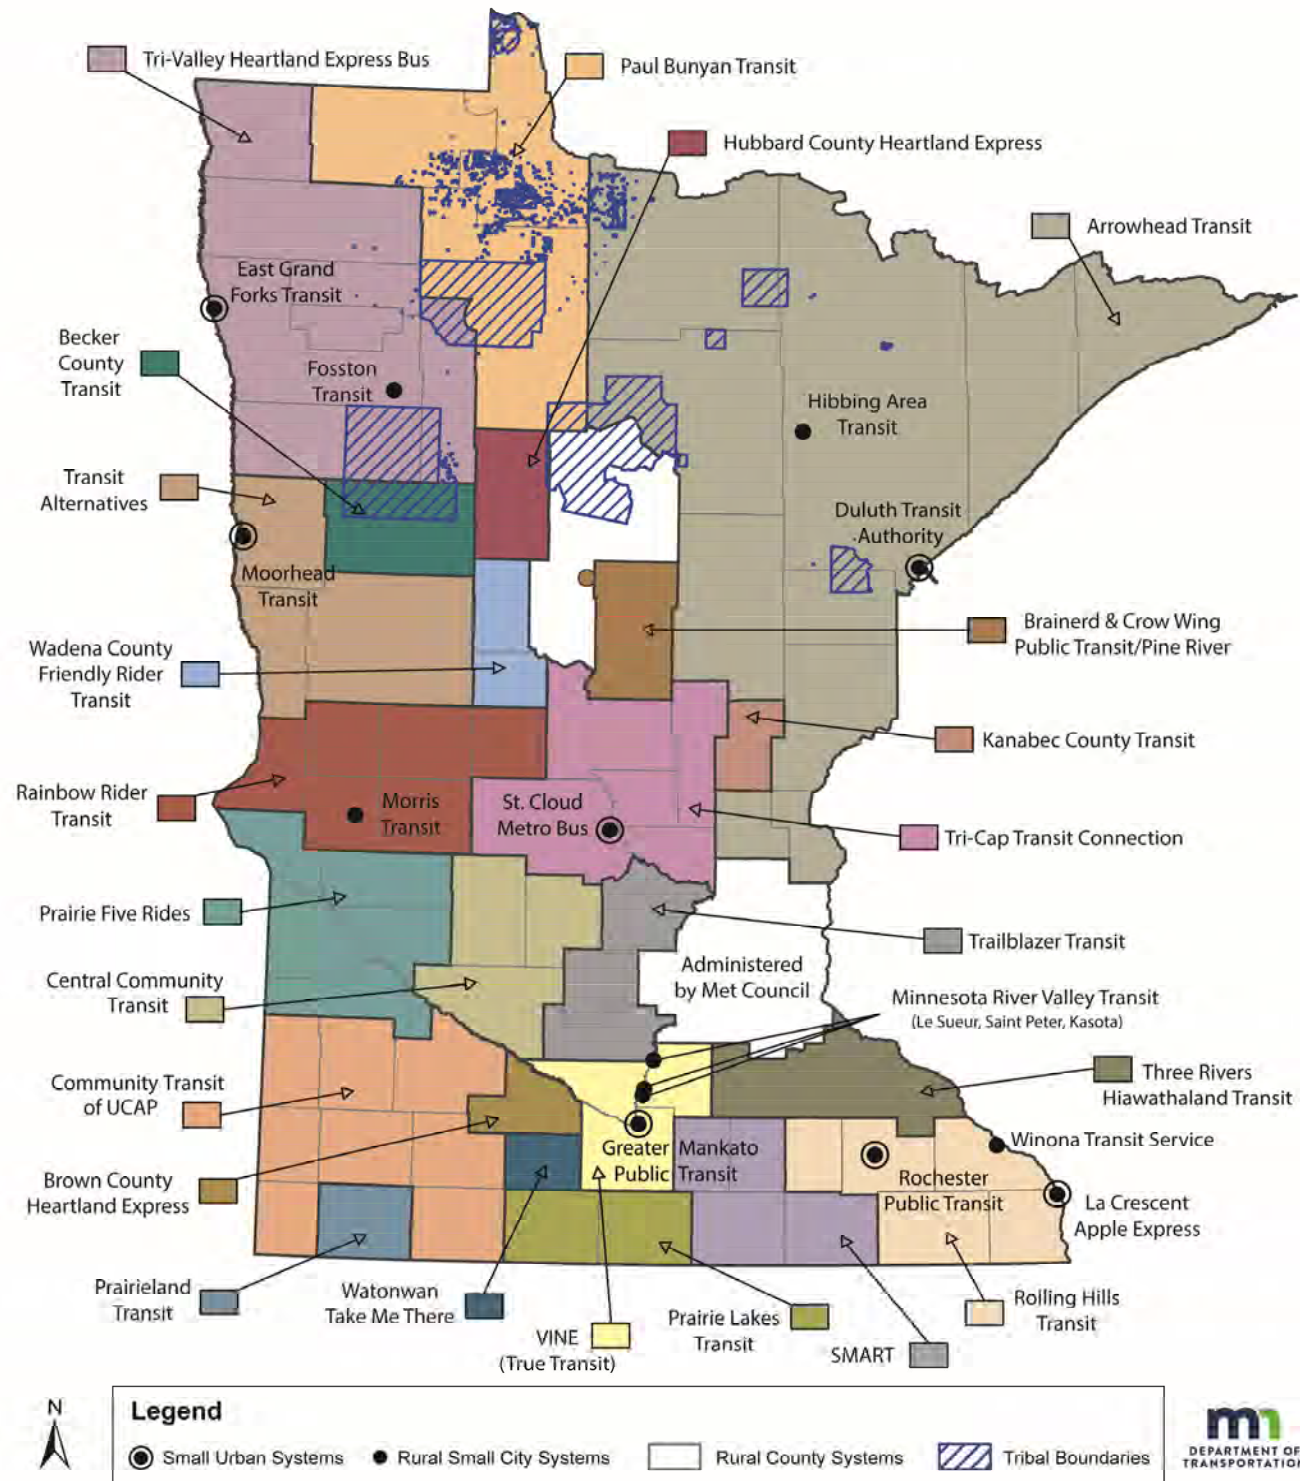 Tri-Valley Heartland Express Bus
Paul Bunyan Transit
Hubbard County Heartland Express
Arrowhead Transit
East Grand
Forks Transit
Becker
County
Transit
Fosston
Transit
Hibbing Area
Transit
Transit
Alternatives
Duluth Transit
Authority
Moorhead
Transit
Brainerd & Crow Wing
Public Transit/Pine River
Wadena County
Friendly Rider
Transit
Kanabec County Transit
Rainbow Rider
Transit
Morris
Transit
St. Cloud
Metro Bus
Tri-Cap Transit Connection
Prairie Five Rides
Trailblazer Transit
Administered
by Met Council
Central Community
Transit
Minnesota River Valley Transit
(Le Sueur, Saint Peter, Kasota)
Community Transit
of UCAP
Three Rivers
Hiawathaland Transit
Greater Mankato
Public Transit
Winona Transit Service
Brown County
Heartland Express
Rochester
Public Transit
La Crescent
Apple Express
Prairieland
Transit
Watonwan
Take Me There
VINE
(True Transit)
Prairie Lakes
Transit
SMART
Rolling Hills
Transit
N
Legend
Small Urban Systems
Rural Small City Systems
Rural County Systems
Tribal Boundaries
mn
DEPARTMENT OF
TRANSPORTATION